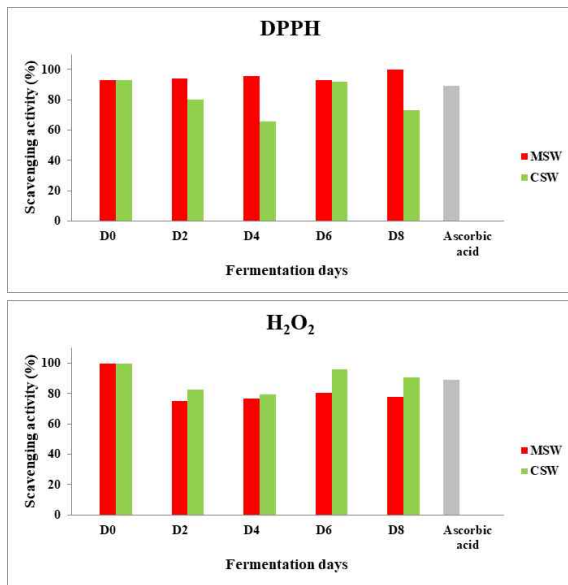 DPPH
Scavenging activity (%)
100
80
60
40
20
0
D0 D2 D4 D6 D8 Ascorbic
acid
Fermentation days
MSW
CSW
H₂O₂
Scavenging activity (%)
100
80
60
40
20
0
D0 D2 D4 D6 D8 Ascorbic
acid
Fermentation days
MSW
CSW